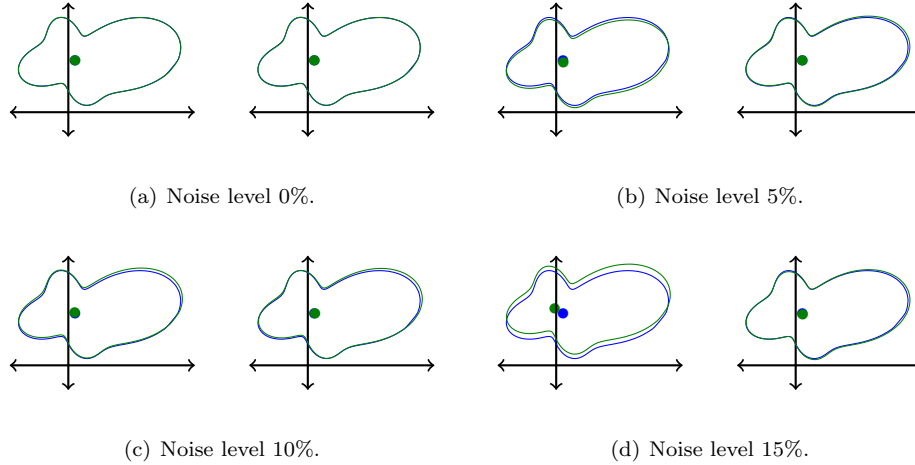 (a) Noise level 0%.
(b) Noise level 5%.
(c) Noise level 10%.
(d) Noise level 15%.